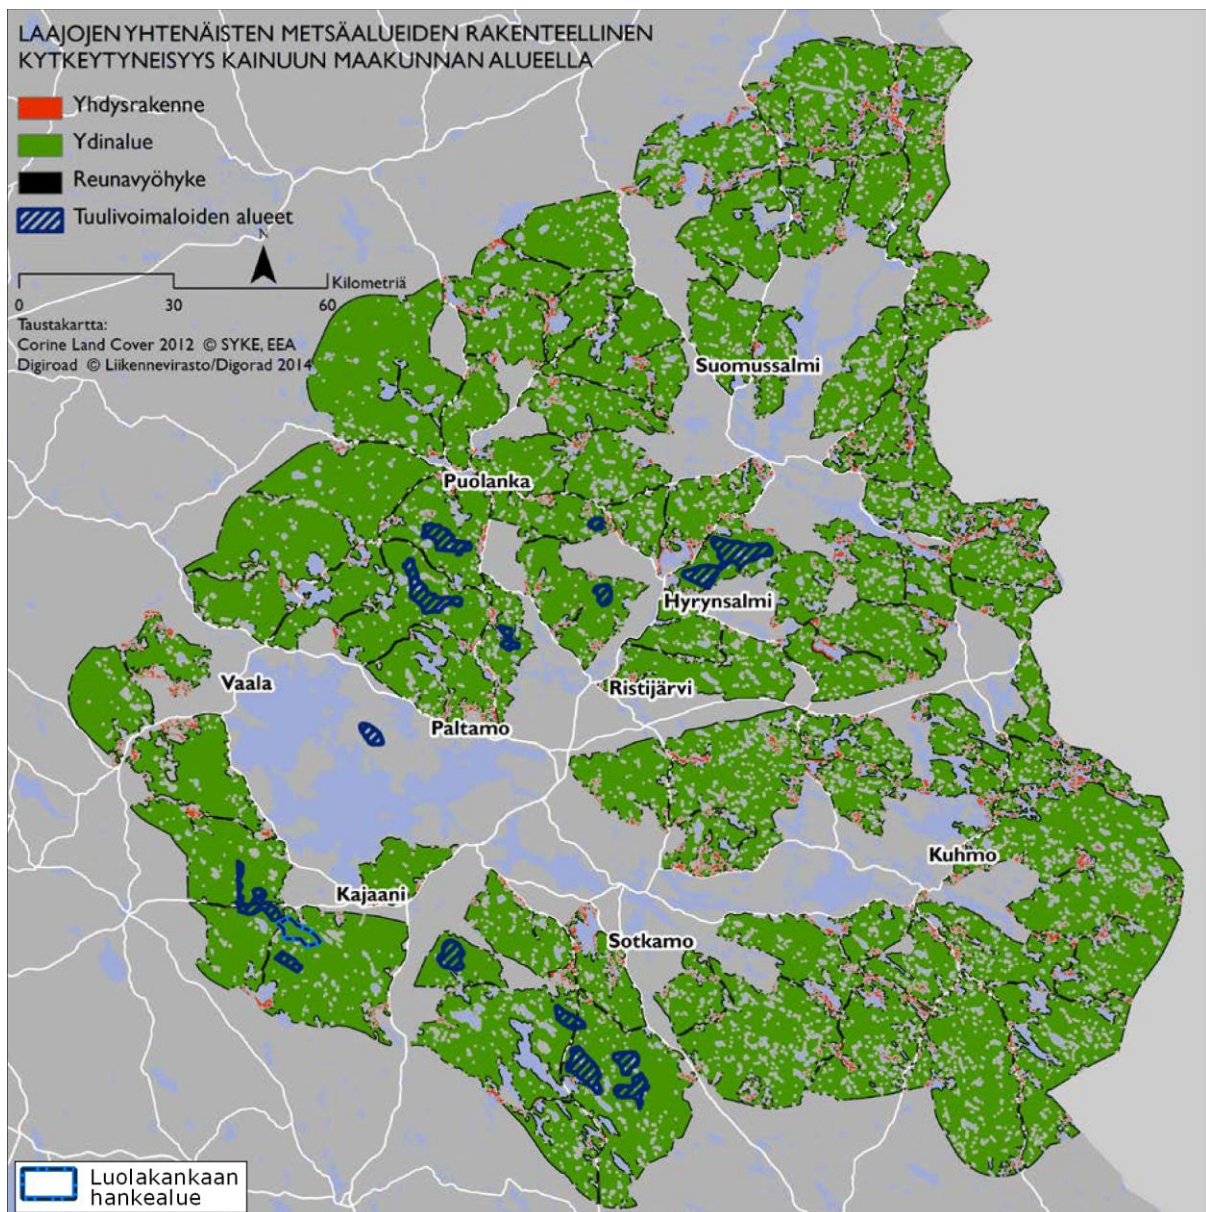 LAAJOJEN YHTENÄISTEN METSÄALUEIDEN RAKENTEELLINEN
KYTKEYTYNEISYYS KAINUUN MAAKUNNAN ALUEELLA
Yhdysrakenne
Ydinalue
Reunavyöhyke
Tuulivoimaloiden alueet
N
Kilometriä
0 30 60
Taustakartta:
Corine Land Cover 2012 © SYKE, EEA
Digiroad © Liikennevirasto/Digorad 2014
Suomussalmi
Puolanka
Hyrynsalmi
Vaala
Ristijärvi
Paltamo
Kuhmo
Kajaani
Sotkamo
Luolakankaan
hankealue